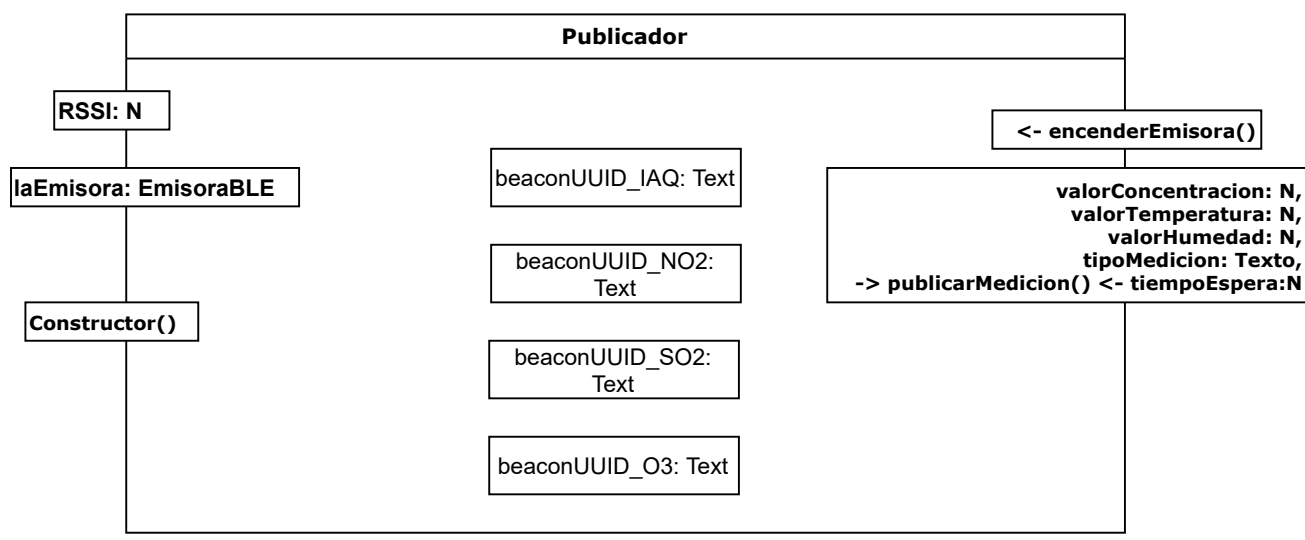 Publicador
RSSI: N
laEmisora: EmisoraBLE
Constructor()
beaconUUID_IAQ: Text
beaconUUID_NO2:
Text
beaconUUID_SO2:
Text
beaconUUID_O3: Text
<- encenderEmisora()
valorConcentracion: N,
valorTemperatura: N,
valorHumedad: N,
tipoMedicion: Texto,
-> publicarMedicion() <- tiempoEspera:N